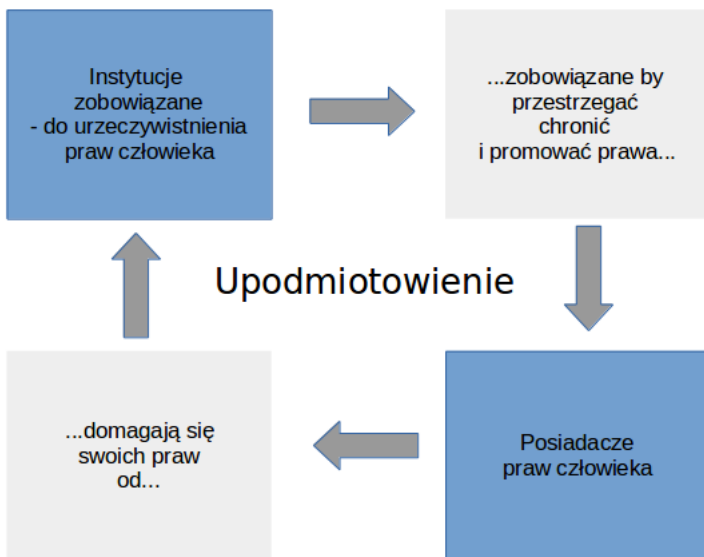 Instytucje
zobowiązane
- do urzeczywistnienia
praw człowieka
...zobowiązane by
przestrzegać
chronić
i promować prawa...
Upodmiotowienie
...domagają się
swoich praw
od...
Posiadacze
praw człowieka